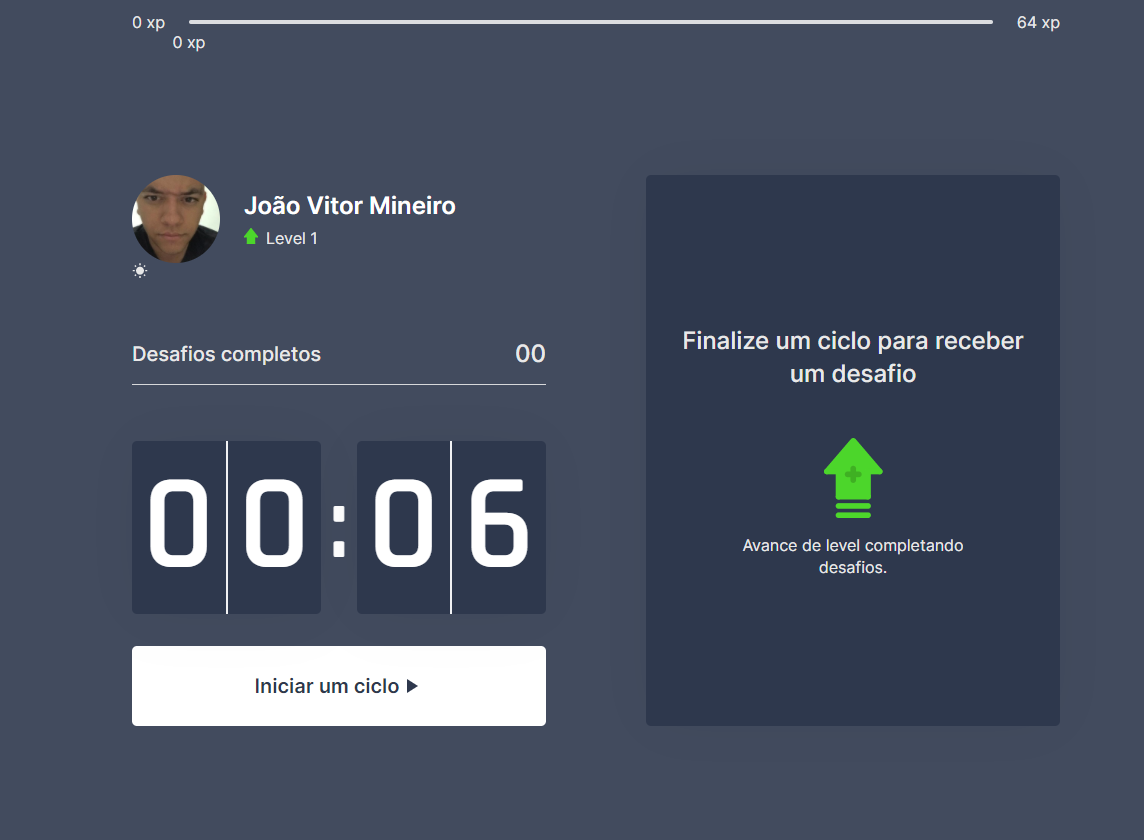 0 xp
64 xp
0 xp
João Vitor Mineiro
Level 1
Desafios completos
00
00:06
Iniciar um ciclo
Finalize um ciclo para receber
um desafio
Avance de level completando
desafios.